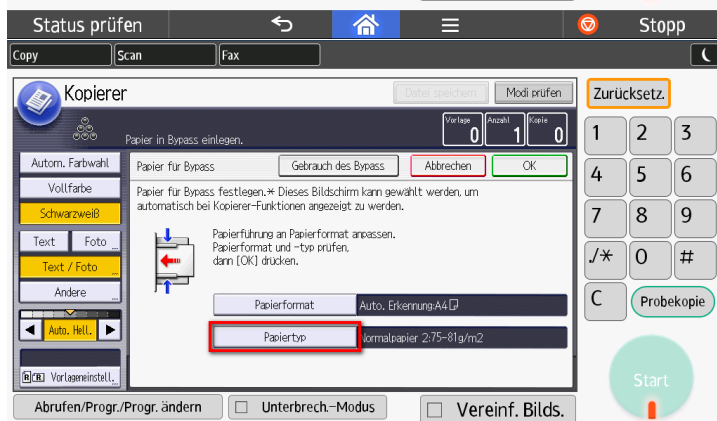 Status prüfen
Stopp
Copy
Scan
Fax
Kopierer
Datei speichern
Modi prüfen
Zurücksetz.
Papier in Bypass einlegen.
Vorlage
0
Anzahl
1
Kopie
0
Autom. Farbwahl
Vollfarbe
Schwarzweiß
Text
Foto
Text / Foto
Andere
Auto. Hell.
Vorlageneinstell.
Papier für Bypass
Gebrauch des Bypass
Abbrechen
OK
Papier für Bypass festlegen.* Dieses Bildschirm kann gewählt werden, um
automatisch bei Kopierer-Funktionen angezeigt zu werden.
Papierführung an Papierformat anpassen.
Papierformat und -typ prüfen,
dann [OK] drücken.
Papierformat
Auto. Erkennung:A4
Papiertyp
Normalpapier 2:75-81g/m2
1 2 3
4 5 6
7 8 9
./* 0 #
C
Probekopie
Start
Abrufen/Progr./Progr. ändern
Unterbrech.-Modus
Vereinf. Bilds.